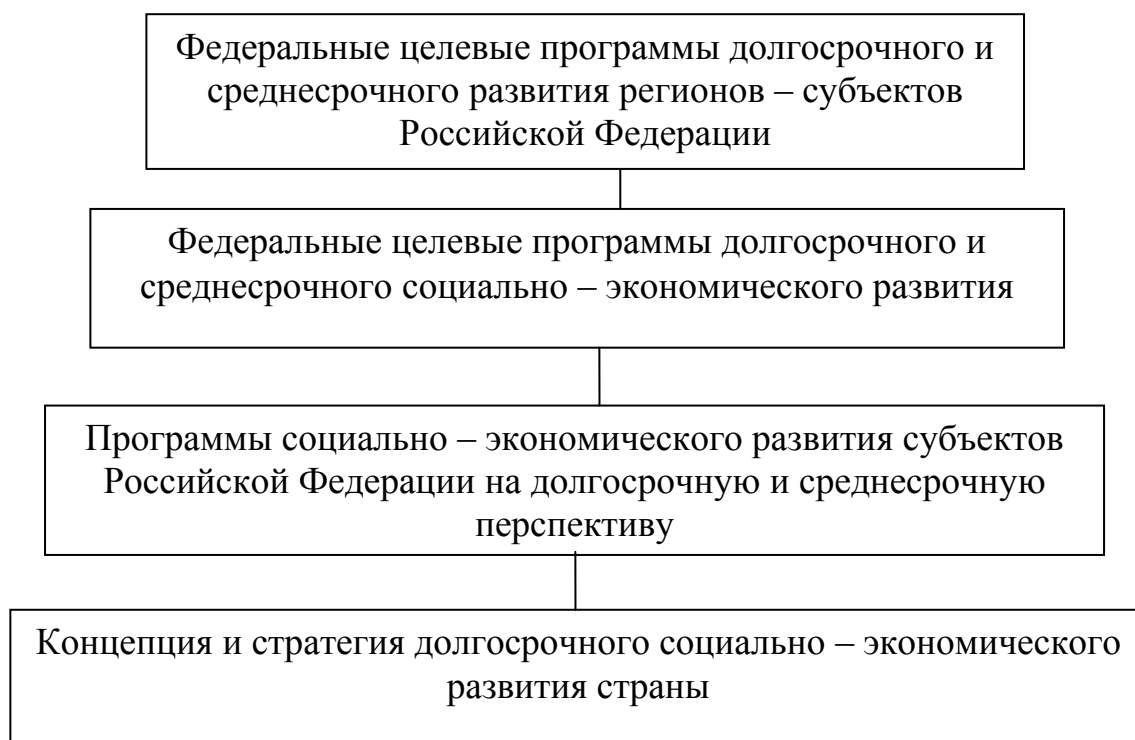 Федеральные целевые программы долгосрочного и
среднесрочного развития регионов – субъектов
Российской Федерации
Федеральные целевые программы долгосрочного и
среднесрочного социально – экономического развития
Программы социально – экономического развития субъектов
Российской Федерации на долгосрочную и среднесрочную
перспективу
Концепция и стратегия долгосрочного социально – экономического
развития страны